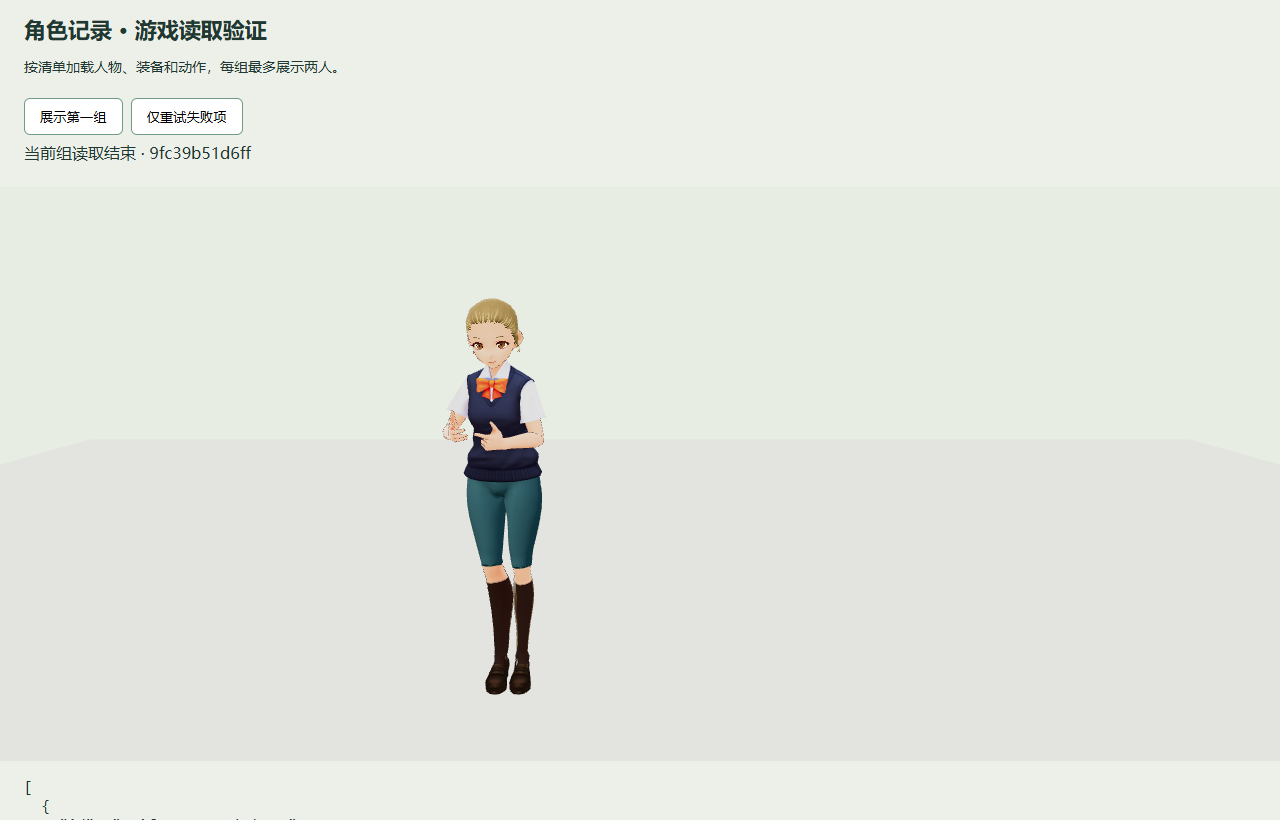 角色记录 • 游戏读取验证
按清单加载人物、装备和动作，每组最多展示两人。
展示第一组 仅重试失败项
当前组读取结束 · 9fc39b51d6ff
[
{